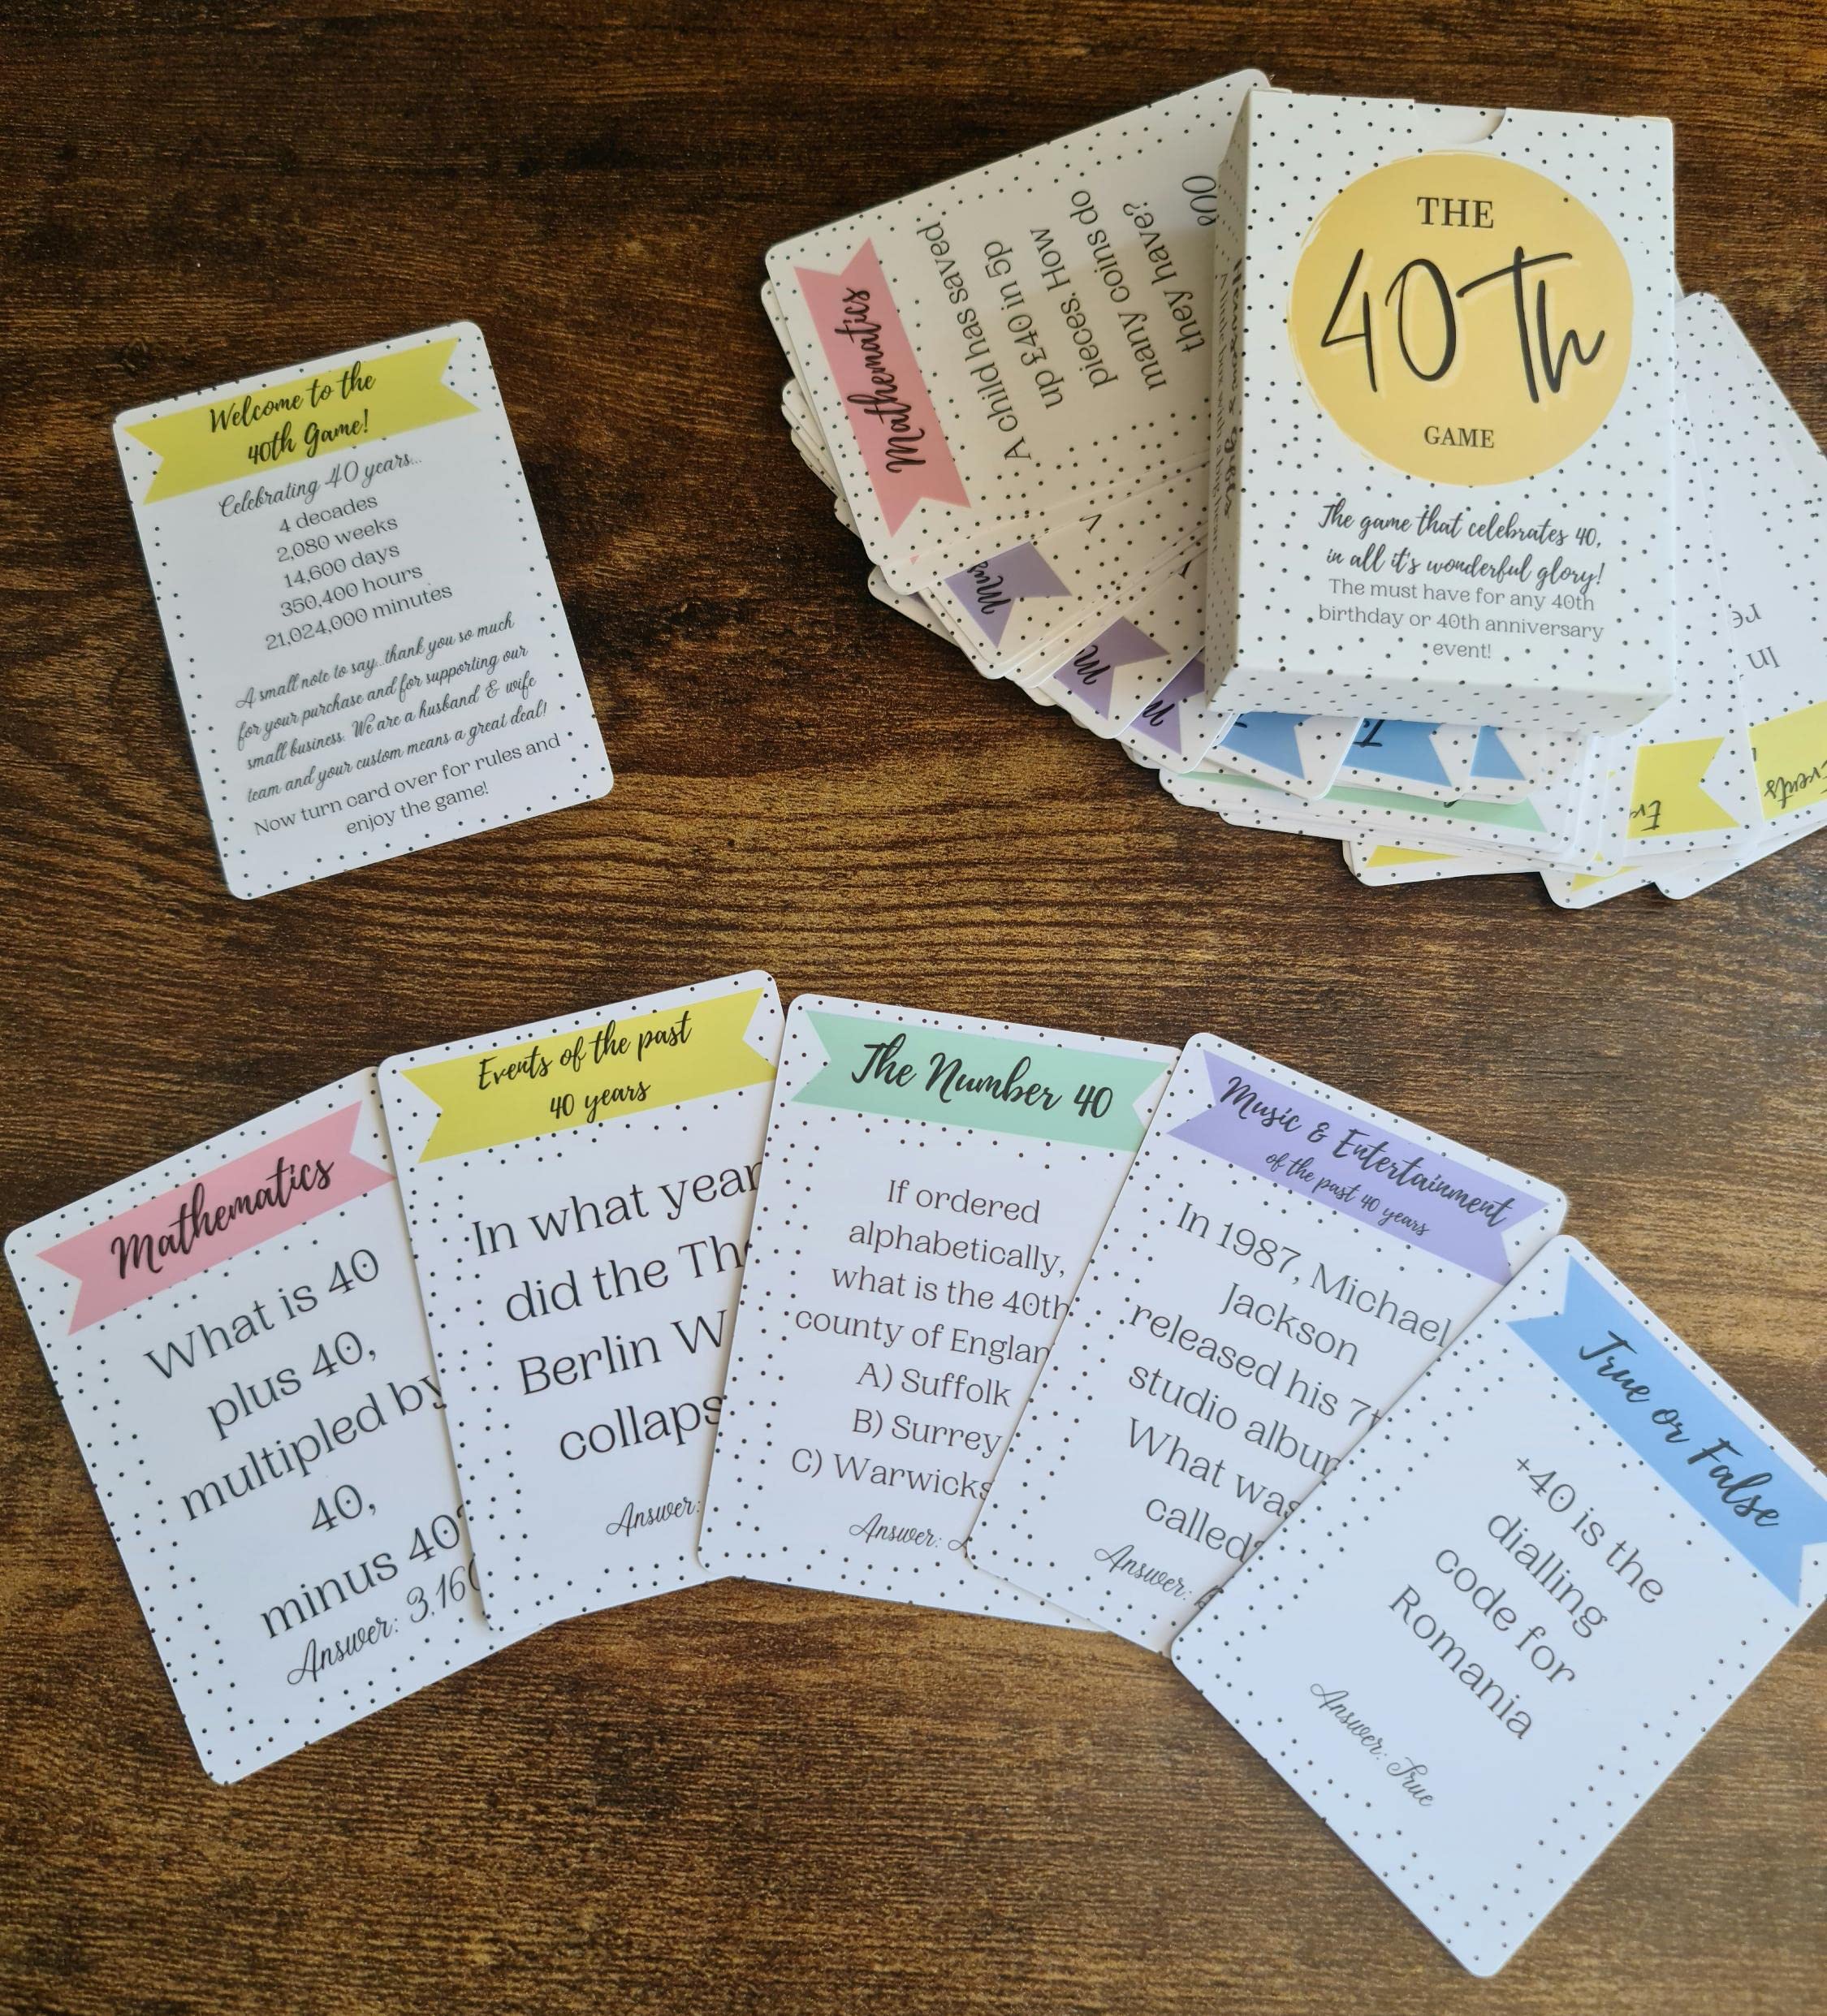 Welcome to the
40th Game!
Celebrating 40 years...
4 decades
2,080 weeks
14,600 days
350,400 hours
21,024,000 minutes
A small note to say...thank you so much
for your purchase and for supporting our
small business. We are a husband & wife
team and your custom means a great deal!
Now turn card over for rules and
enjoy the game!
Mathematics
A child has saved
up £40 in 5p
pieces. How
many coins do
they have?
THE
40Th
GAME
The game that celebrates 40,
in all it's wonderful glory!
The must have for any 40th
birthday or 40th anniversary
event!
Events
Mathematics
What is 40
plus 40,
multipled by
40,
minus 40?
Answer: 3,16
Events of the past
40 years
In what year
did the The
Berlin W
collaps
Answer:
The Number 40
If ordered
alphabetically,
what is the 40th
county of Englan
A) Suffolk
B) Surrey
C) Warwicks
Answer:
Music & Entertainment
of the past 40 years
In 1987, Michael
Jackson
released his 7t
studio album
What was
called?
Answer:
True or False
+40 is the
dialling
code for
Romania
Answer: True